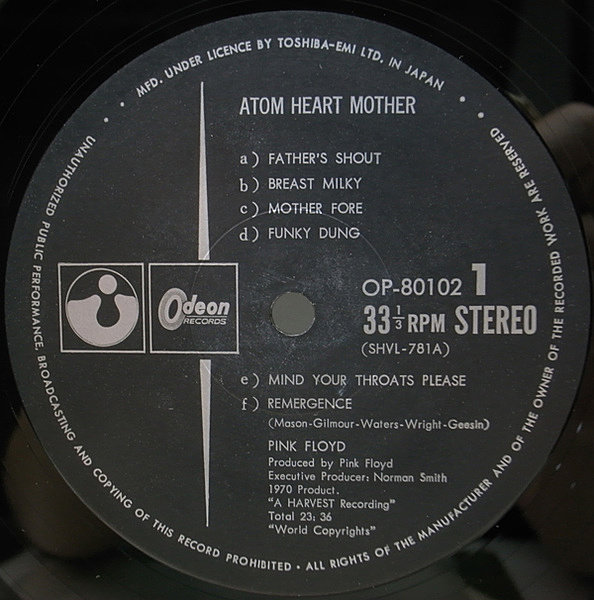 MFD. UNDER LICENCE BY TOSHIBA-EMI LTD. IN JAPAN
ATOM HEART MOTHER
a) FATHER'S SHOUT
b) BREAST MILKY
c) MOTHER FORE
d) FUNKY DUNG
Odeon
RECORDS
OP-80102 1
33 1/3 RPM STEREO
(SHVL-781A)
e) MIND YOUR THROATS PLEASE
f) REMERGENCE
(Mason-Gilmour-Waters-Wright-Geesin)
PINK FLOYD
Produced by Pink Floyd
Executive Producer: Norman Smith
1970 Product.
"A HARVEST Recording"
Total 23: 36
"World Copyrights"
UNAUTHORIZED PUBLIC PERFORMANCE, BROADCASTING AND COPYING OF THIS RECORD PROHIBITED • ALL RIGHTS OF THE MANUFACTURER AND OF THE OWNER OF THE RECORDED WORK ARE RESERVED